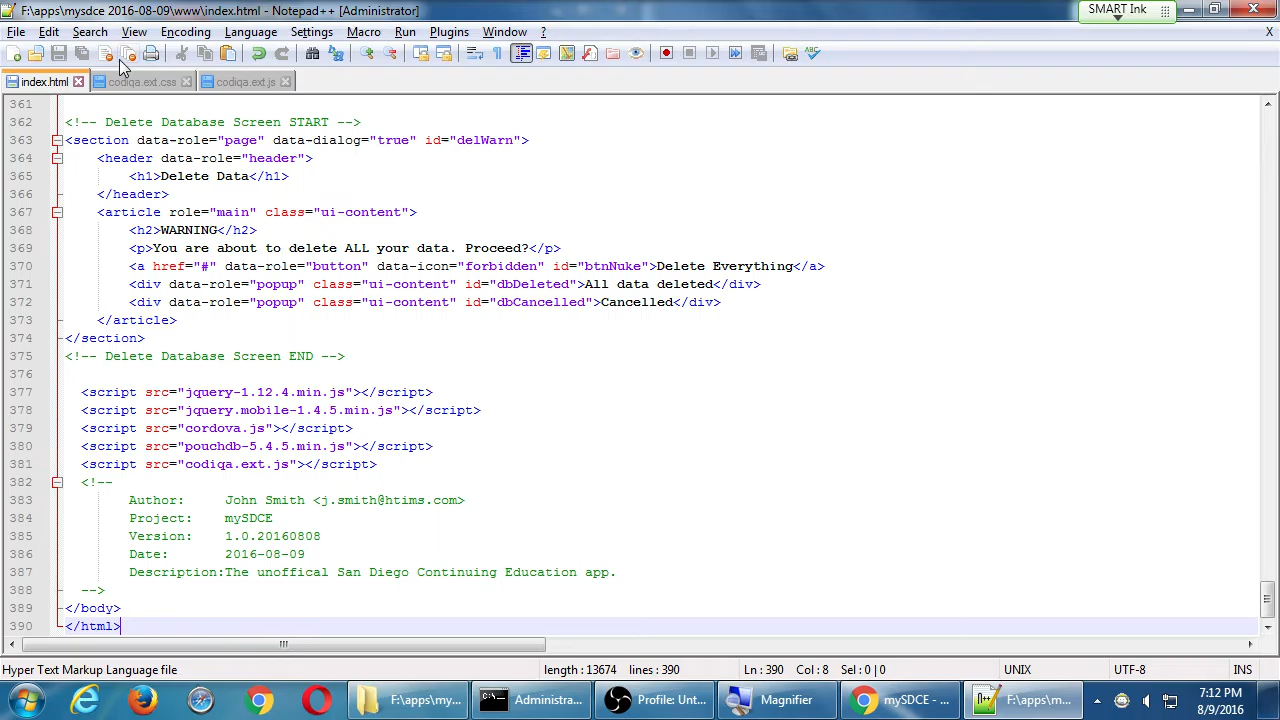 F:\apps\mysdce 2016-08-09\www\index.html - Notepad++ [Administrator]
SMART Ink
File Edit Search View Encoding Language Settings Macro Run Plugins Window ? X
index.html codiqa.ext.css codiqa.ext.js
361
362 <!-- Delete Database Screen START -->
363 <section data-role="page" data-dialog="true" id="delWarn">
364 <header data-role="header">
365 <h1>Delete Data</h1>
366 </header>
367 <article role="main" class="ui-content">
368 <h2>WARNING</h2>
369 <p>You are about to delete ALL your data. Proceed?</p>
370 <a href="#" data-role="button" data-icon="forbidden" id="btnNuke">Delete Everything</a>
371 <div data-role="popup" class="ui-content" id="dbDeleted">All data deleted</div>
372 <div data-role="popup" class="ui-content" id="dbCancelled">Cancelled</div>
373 </article>
374 </section>
375 <!-- Delete Database Screen END -->
376
377 <script src="jquery-1.12.4.min.js"></script>
378 <script src="jquery.mobile-1.4.5.min.js"></script>
379 <script src="cordova.js"></script>
380 <script src="pouchdb-5.4.5.min.js"></script>
381 <script src="codiqa.ext.js"></script>
382 <!--
383 Author: John Smith <j.smith@htims.com>
384 Project: mySDCE
385 Version: 1.0.20160808
386 Date: 2016-08-09
387 Description:The unoffical San Diego Continuing Education app.
388 -->
389 </body>
390 </html>
Hyper Text Markup Language file length : 13674 lines : 390 Ln : 390 Col : 8 Sel : 0 | 0 UNIX UTF-8 INS
F:\apps\my... Administra... Profile: Unt... Magnifier mySDCE - ... F:\apps\m... 7:12 PM
8/9/2016